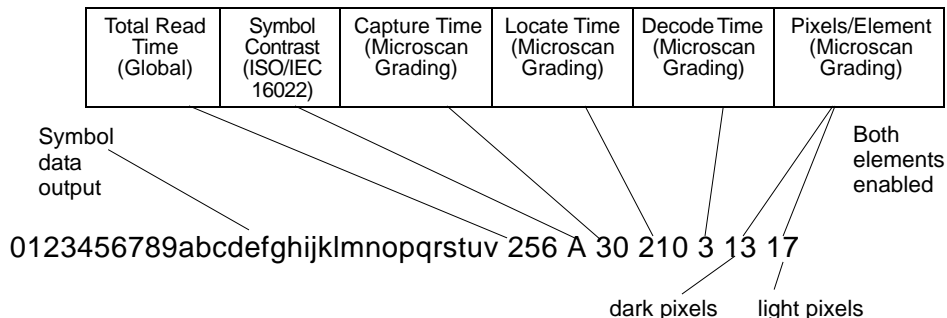 Total Read
Time
(Global)
Symbol
Contrast
(ISO/IEC
16022)
Capture Time
(Microscan
Grading)
Locate Time
(Microscan
Grading)
Decode Time
(Microscan
Grading)
Pixels/Element
(Microscan
Grading)
Symbol
data
output
Both
elements
enabled
0123456789abcdefghijklmnopqrstuv 256 A 30 210 3 13 17
dark pixels light pixels